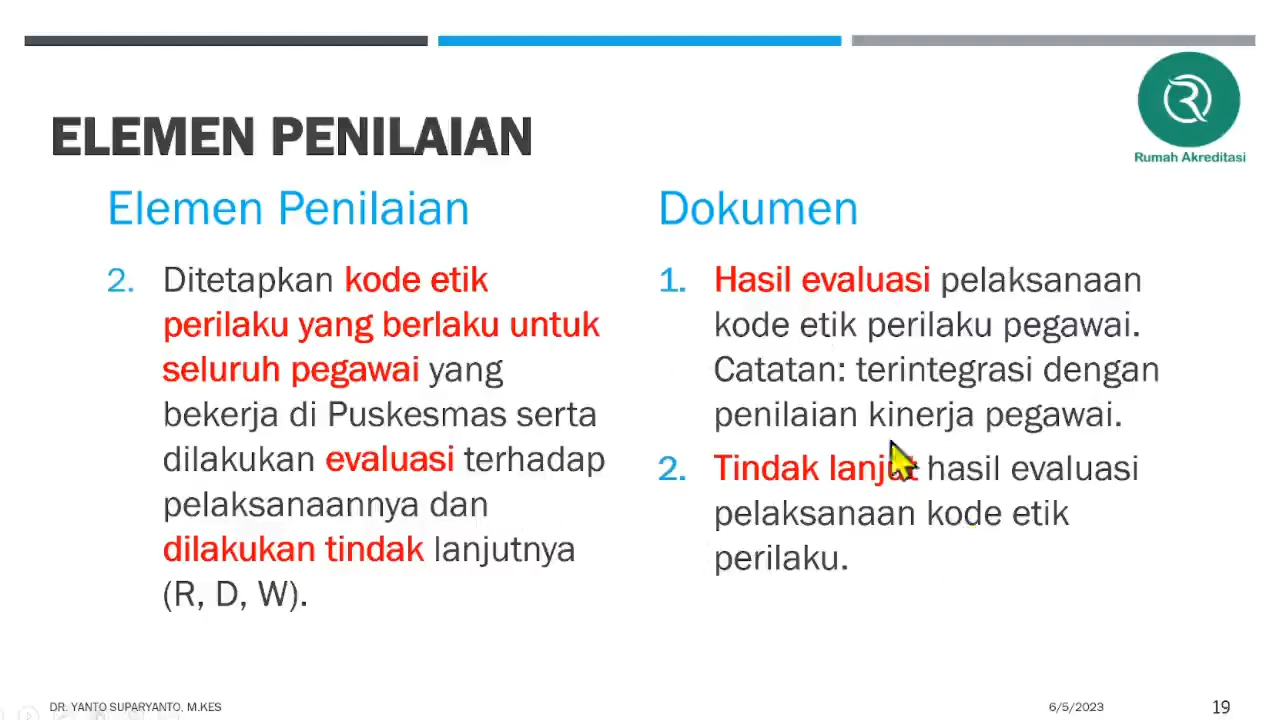 Rumah Akreditasi
ELEMEN PENILAIAN
Elemen Penilaian
2. Ditetapkan kode etik
perilaku yang berlaku untuk
seluruh pegawai yang
bekerja di Puskesmas serta
dilakukan evaluasi terhadap
pelaksanaannya dan
dilakukan tindak lanjutnya
(R, D, W).
Dokumen
1. Hasil evaluasi pelaksanaan
kode etik perilaku pegawai.
Catatan: terintegrasi dengan
penilaian kinerja pegawai.
2. Tindak lanjut hasil evaluasi
pelaksanaan kode etik
perilaku.
DR. YANTO SUPARYANTO, M.KES
6/5/2023
19